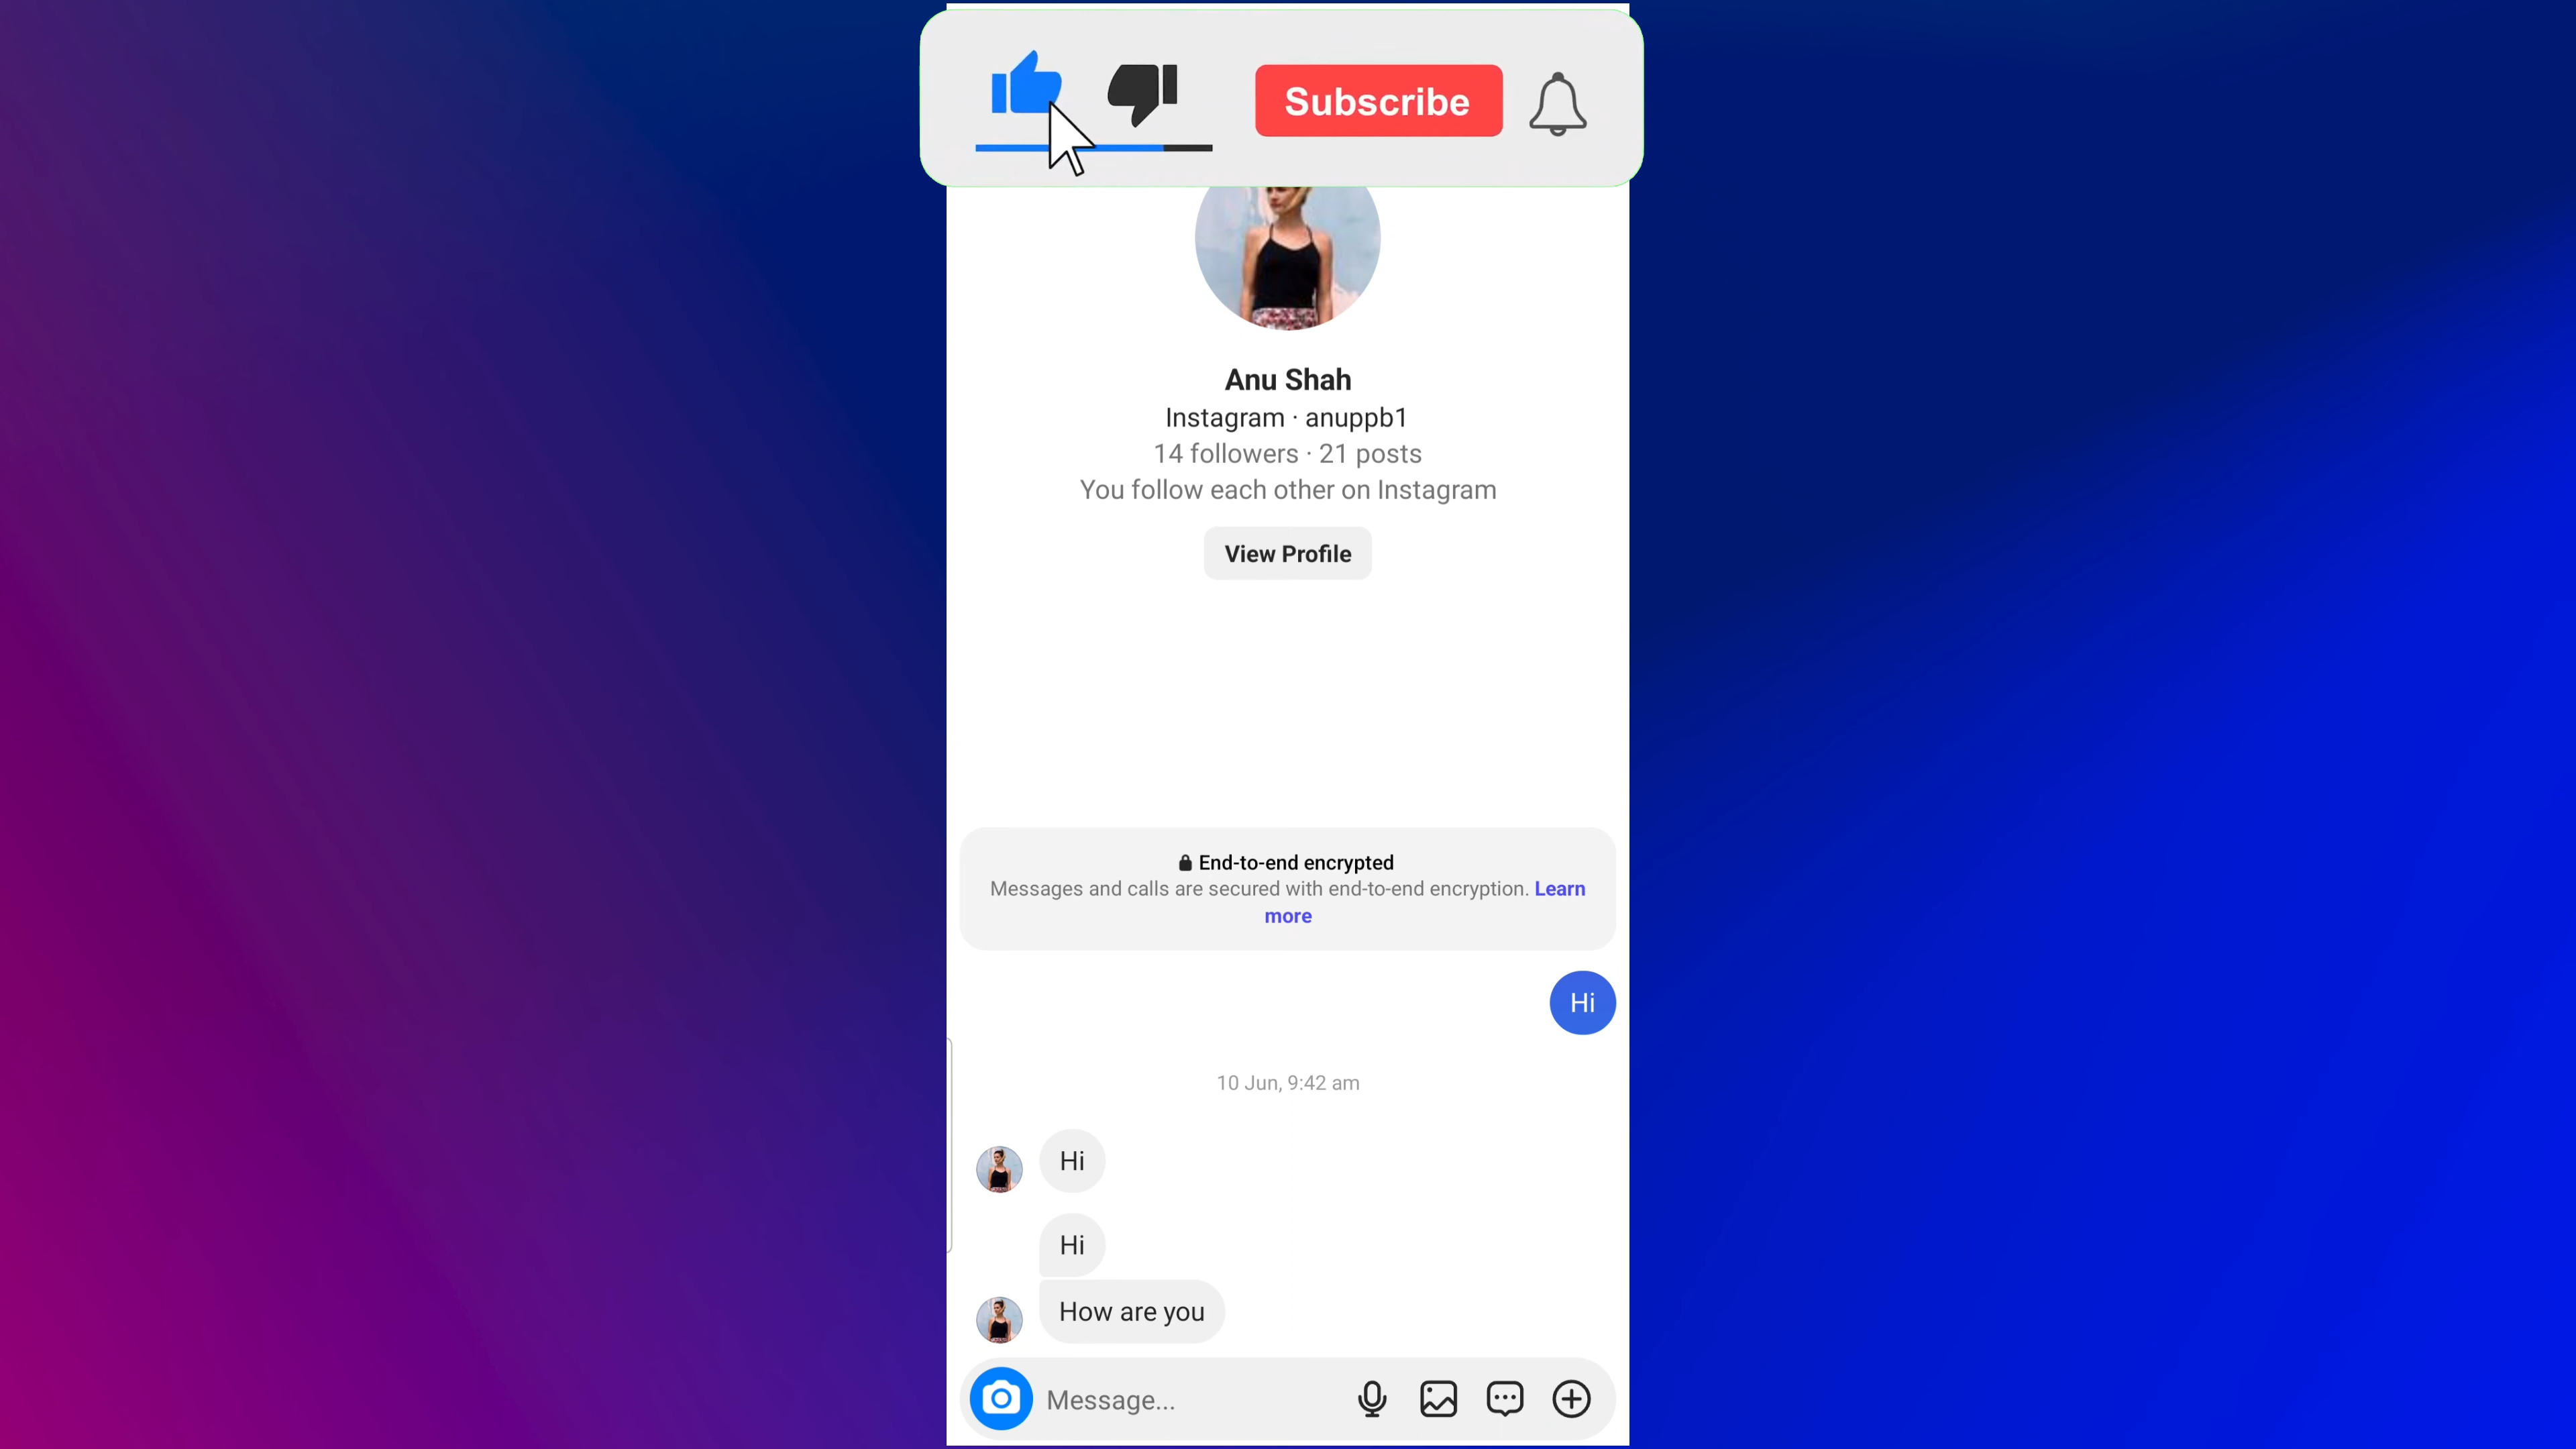 Subscribe
Anu Shah
Instagram · anuppb1
14 followers · 21 posts
You follow each other on Instagram
View Profile
End-to-end encrypted
Messages and calls are secured with end-to-end encryption. Learn
more
Hi
10 Jun, 9:42 am
Hi
Hi
How are you
Message...